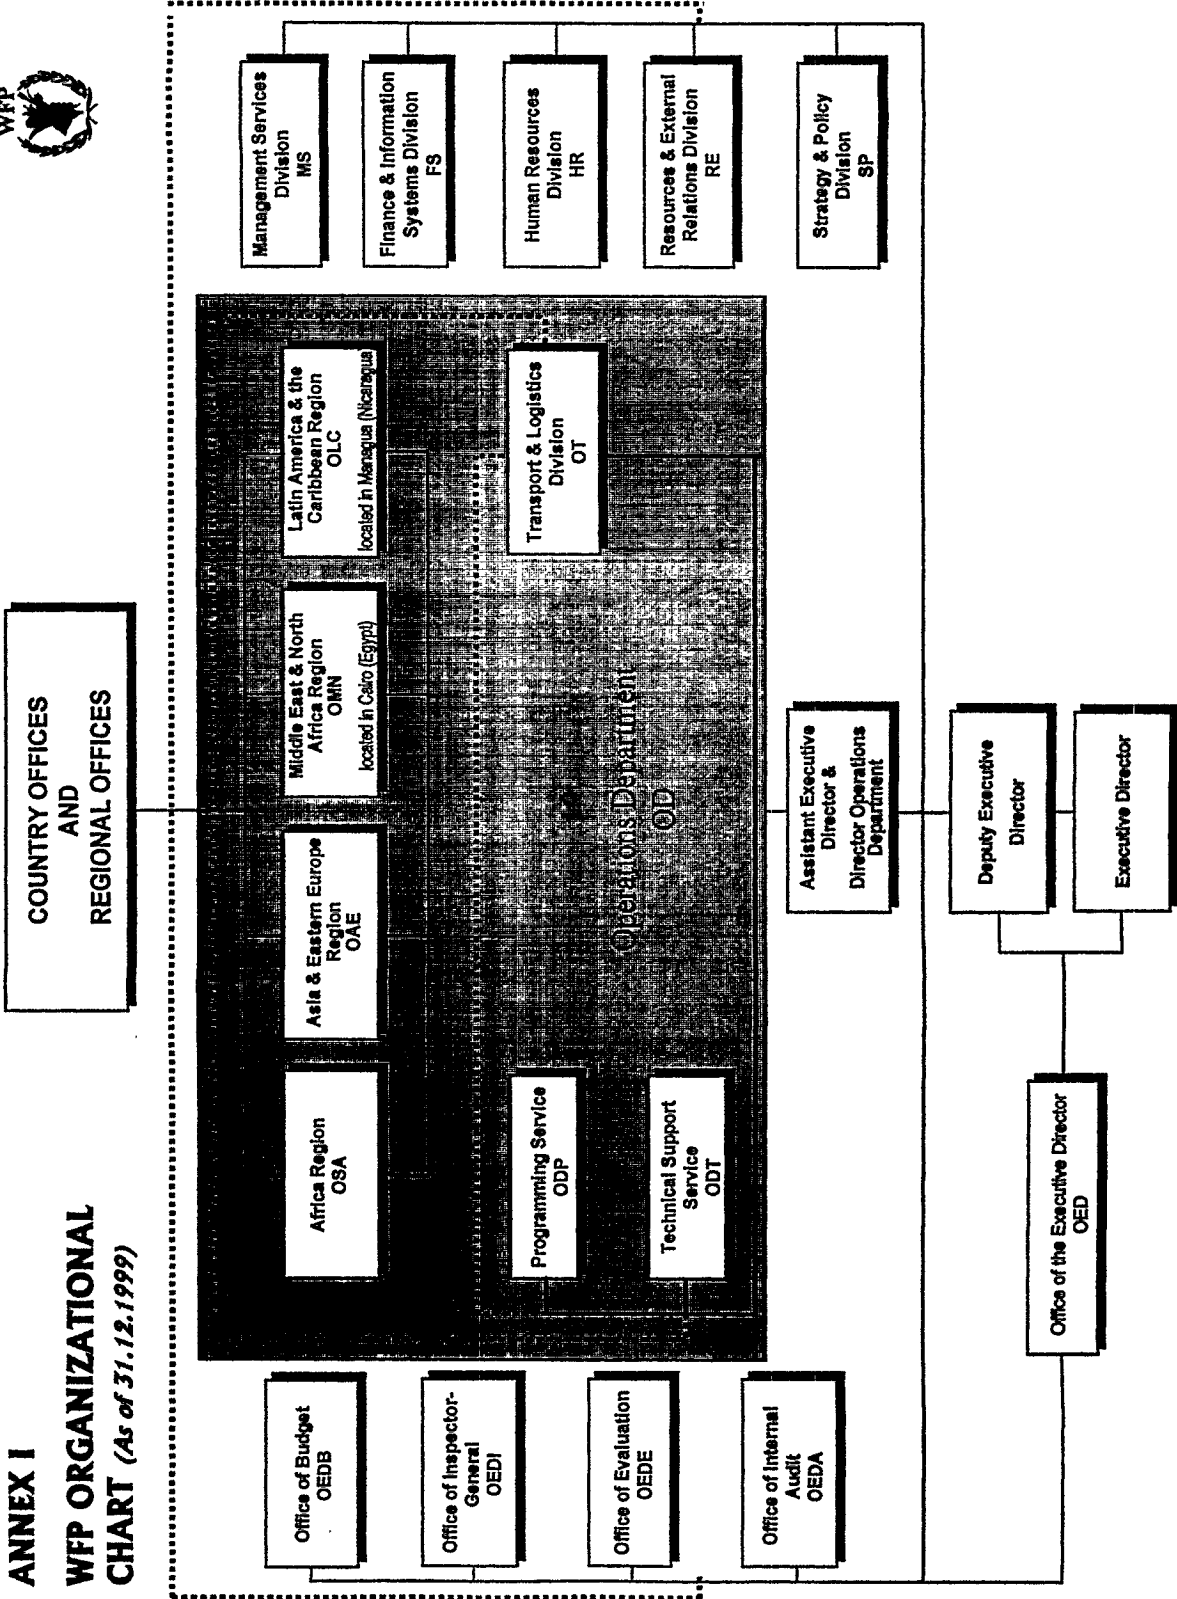 ANNEX I
WFP ORGANIZATIONAL
CHART (As of 31.12.1999)
WFP
COUNTRY OFFICES
AND
REGIONAL OFFICES
Office of Budget
OEDB
Office of Inspector-
General
OEDI
Office of Evaluation
OEDE
Office of Internal
Audit
OEDA
Africa Region
OSA
Asia & Eastern Europe
Region
OAE
Middle East & North
Africa Region
OMN
located in Cairo (Egypt)
Latin America & the
Caribbean Region
OLC
located in Managua (Nicaragua)
Programming Service
ODP
Technical Support
Service
ODT
Operations Department
OD
Transport & Logistics
Division
OT
Management Services
Division
MS
Finance & Information
Systems Division
FS
Human Resources
Division
HR
Resources & External
Relations Division
RE
Strategy & Policy
Division
SP
Assistant Executive
Director &
Director Operations
Department
Deputy Executive
Director
Executive Director
Office of the Executive Director
OED